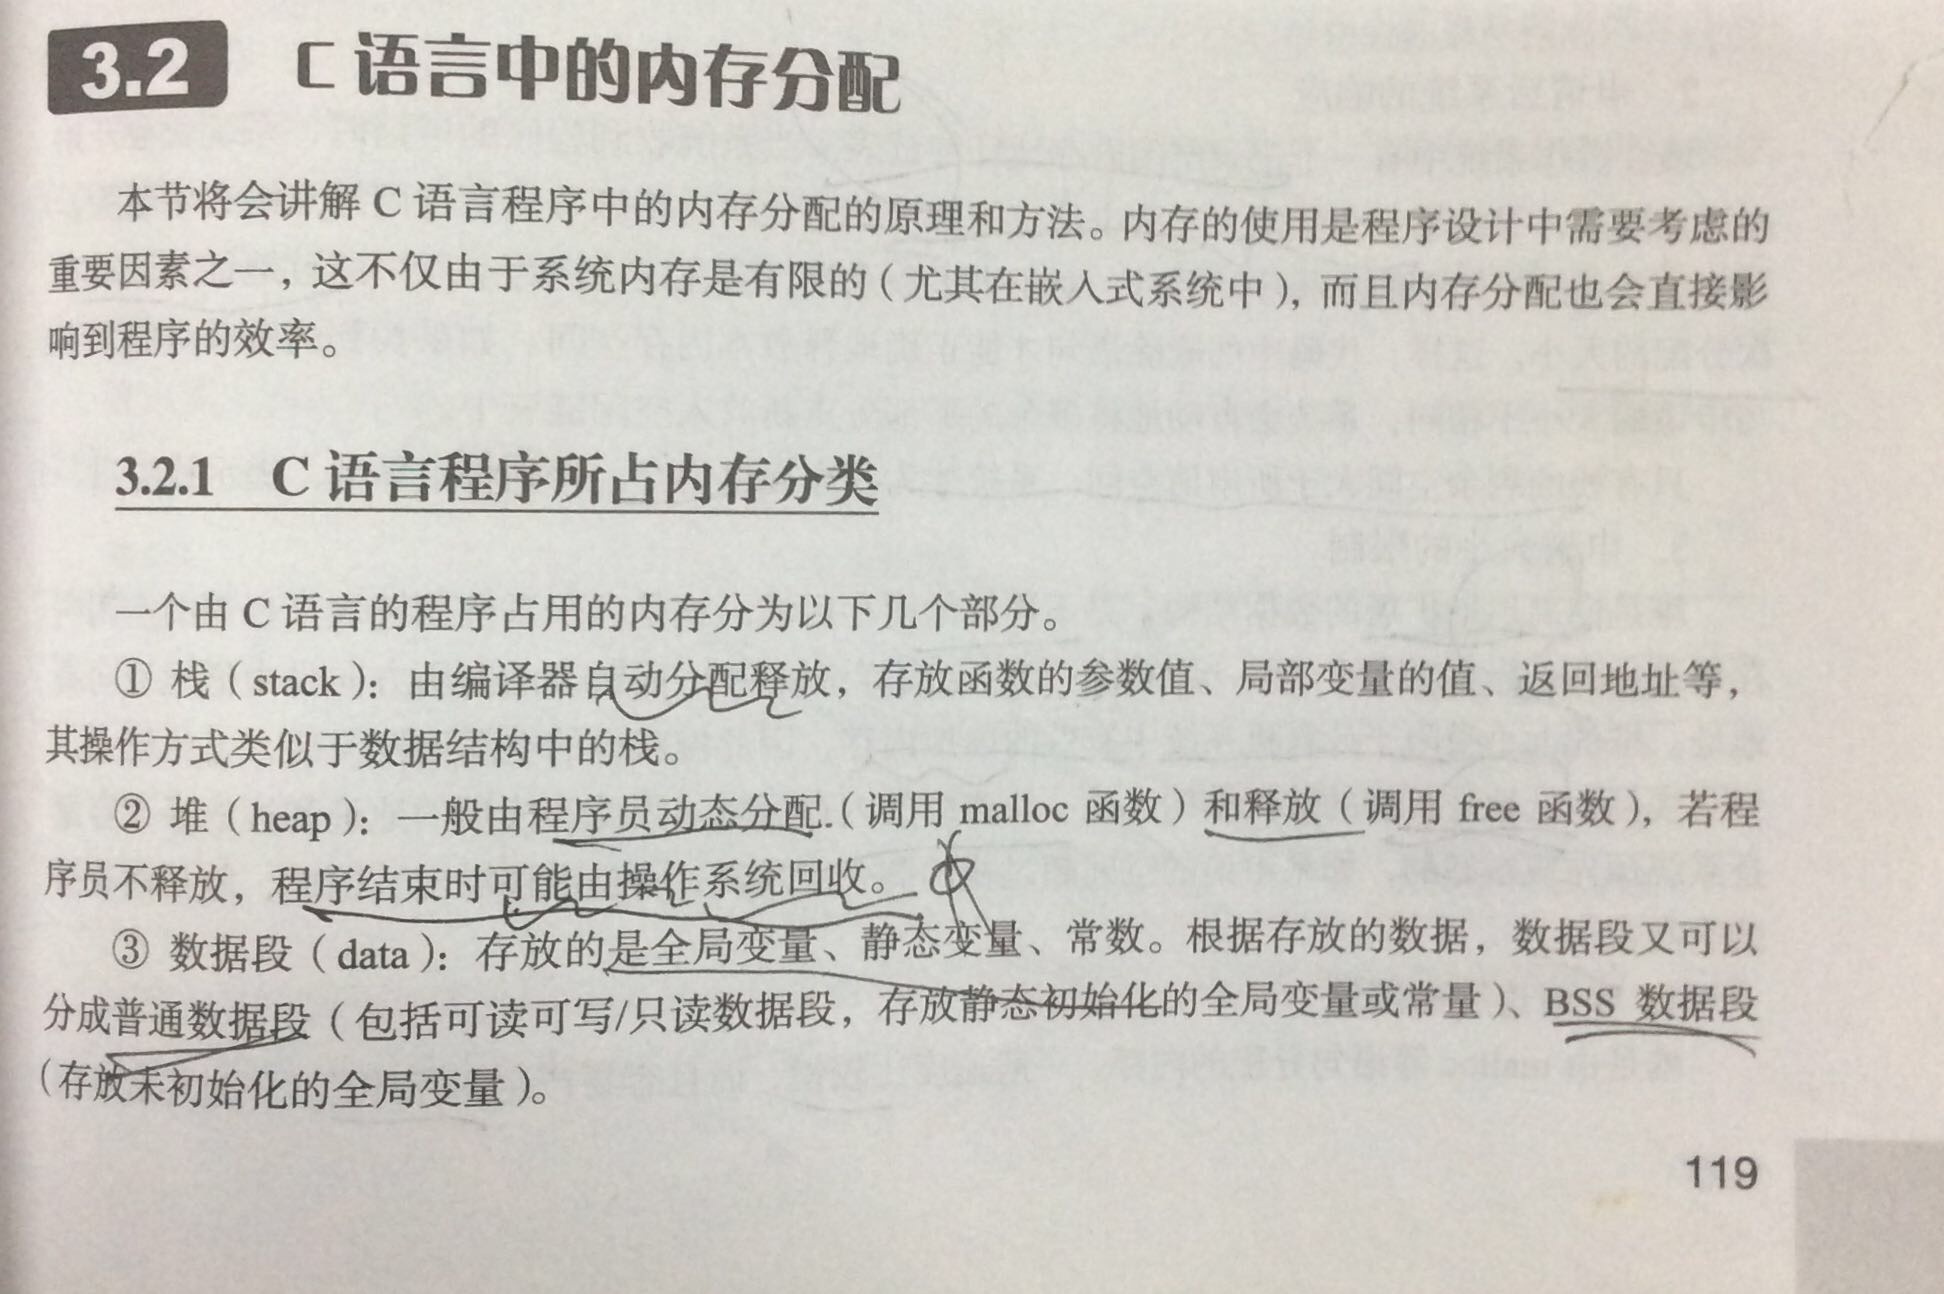 3.2 C 语言中的内存分配
本节将会讲解 C 语言程序中的内存分配的原理和方法。内存的使用是程序设计中需要考虑的
重要因素之一，这不仅由于系统内存是有限的（尤其在嵌入式系统中），而且内存分配也会直接影
响到程序的效率。
3.2.1 C 语言程序所占内存分类
一个由 C 语言的程序占用的内存分为以下几个部分。
① 栈（stack）：由编译器自动分配释放，存放函数的参数值、局部变量的值、返回地址等，
其操作方式类似于数据结构中的栈。
② 堆（heap）：一般由程序员动态分配（调用 malloc 函数）和释放（调用 free 函数），若程
序员不释放，程序结束时可能由操作系统回收。
③ 数据段（data）：存放的是全局变量、静态变量、常数。根据存放的数据，数据段又可以
分成普通数据段（包括可读可写/只读数据段，存放静态初始化的全局变量或常量）、BSS 数据段
（存放未初始化的全局变量）。
119